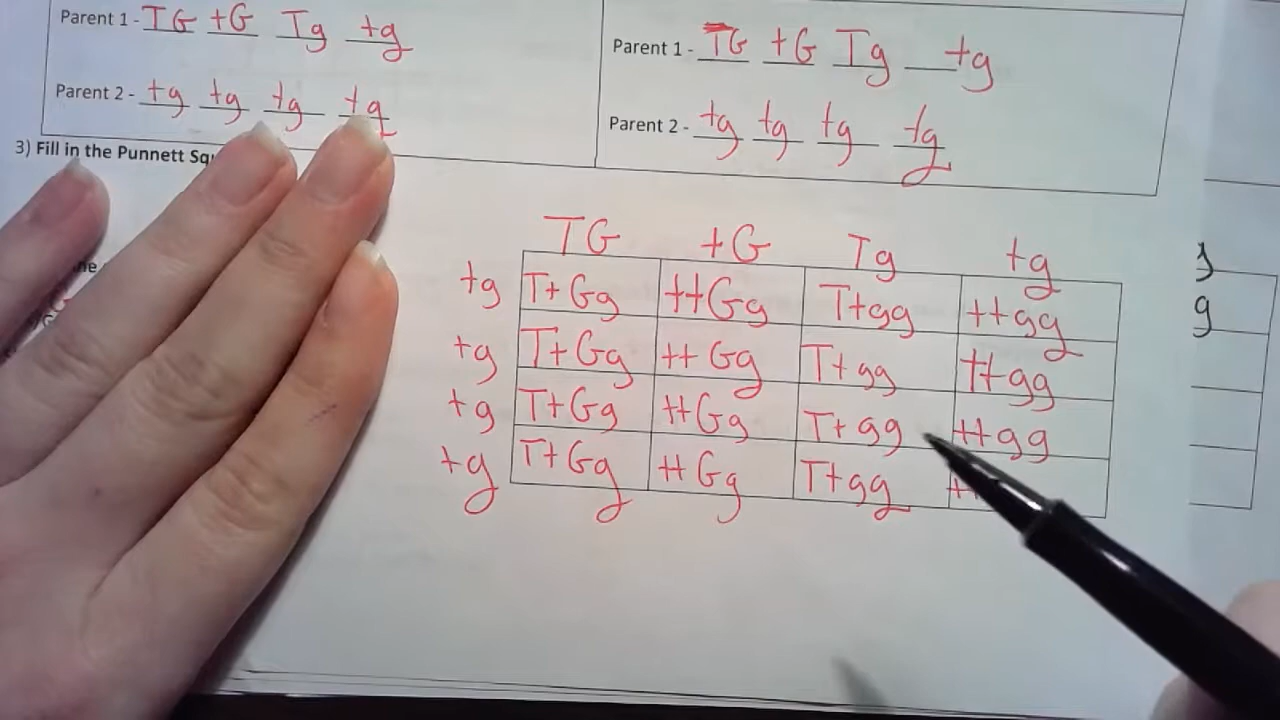 Parent 1 - TG tG Tg tg
Parent 2 - tg tg tg tg
Parent 1 - TG tG Tg tg
Parent 2 - tg tg tg tg
3) Fill in the Punnett
TG tG Tg tg
tg TtGg ttGg Ttgg ttgg
tg TtGg ttGg Ttgg ttgg
tg TtGg ttGg Ttgg ttgg
tg TtGg ttGg Ttgg
g